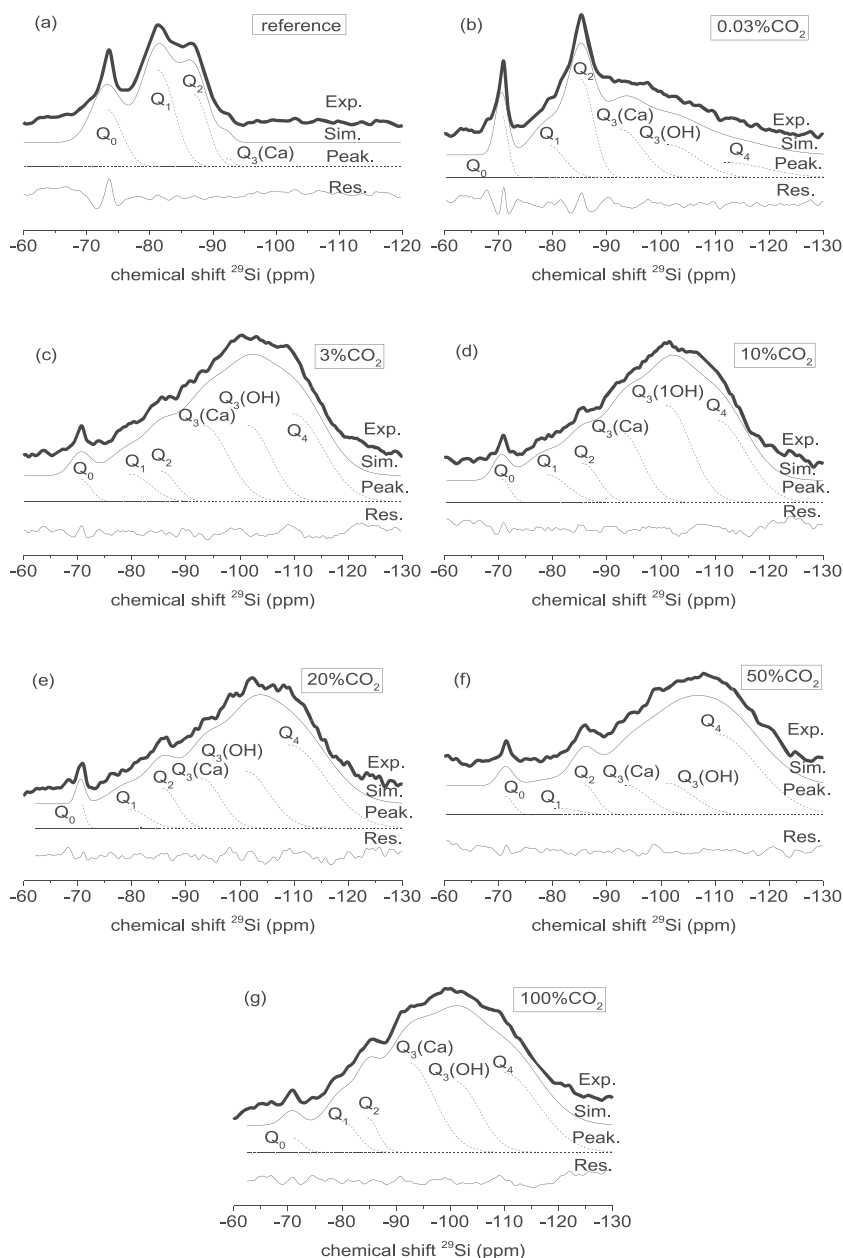 (a)
reference
Q0
Q1
Q2
Q3(Ca)
Exp.
Sim.
Peak.
Res.
-60 -70 -80 -90 -100 -110 -120
chemical shift 29Si (ppm)
(b)
0.03%CO2
Q0
Q1
Q2
Q3(Ca)
Q3(OH)
Q4
Exp.
Sim.
Peak.
Res.
-60 -70 -80 -90 -100 -110 -120 -130
chemical shift 29Si (ppm)
(c)
3%CO2
Q0
Q1
Q2
Q3(Ca)
Q3(OH)
Q4
Exp.
Sim.
Peak.
Res.
-60 -70 -80 -90 -100 -110 -120 -130
chemical shift 29Si (ppm)
(d)
10%CO2
Q0
Q1
Q2
Q3(Ca)
Q3(1OH)
Q4
Exp.
Sim.
Peak.
Res.
-60 -70 -80 -90 -100 -110 -120 -130
chemical shift 29Si (ppm)
(e)
20%CO2
Q0
Q1
Q2
Q3(Ca)
Q3(OH)
Q4
Exp.
Sim.
Peak.
Res.
-60 -70 -80 -90 -100 -110 -120 -130
chemical shift 29Si (ppm)
(f)
50%CO2
Q0
Q1
Q2
Q3(Ca)
Q3(OH)
Q4
Exp.
Sim.
Peak.
Res.
-60 -70 -80 -90 -100 -110 -120 -130
chemical shift 29Si (ppm)
(g)
100%CO2
Q0
Q1
Q2
Q3(Ca)
Q3(OH)
Q4
Exp.
Sim.
Peak.
Res.
-60 -70 -80 -90 -100 -110 -120 -130
chemical shift 29Si (ppm)